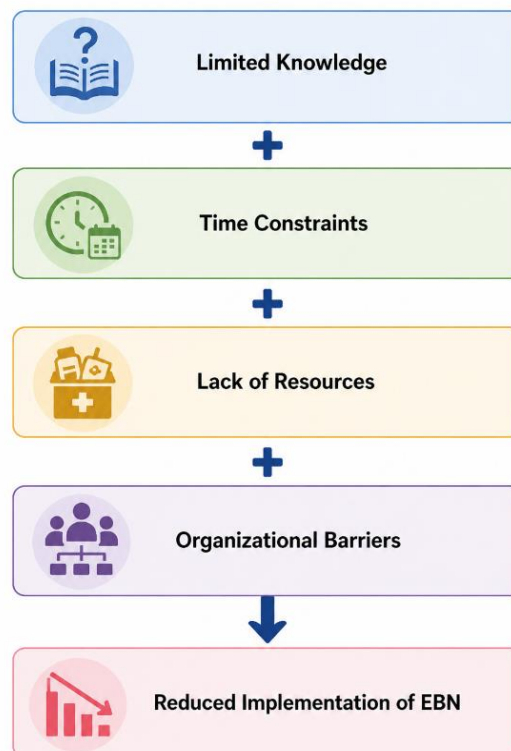 Limited Knowledge
+
Time Constraints
+
Lack of Resources
+
Organizational Barriers
Reduced Implementation of EBN